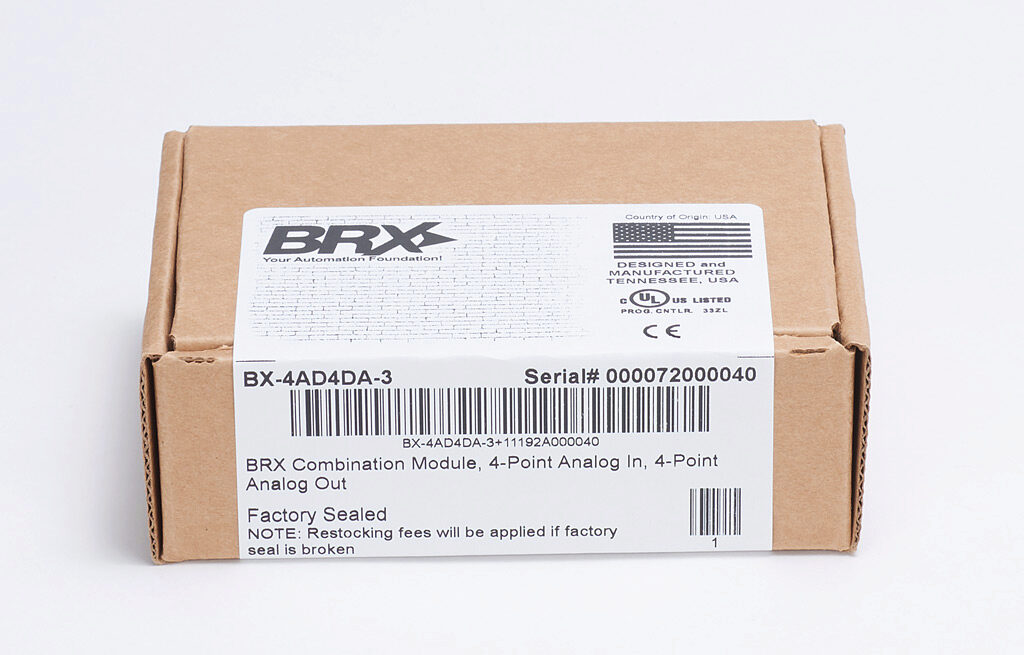 BRX
Your Automation Foundation!
Country of Origin: USA
DESIGNED and
MANUFACTURED
TENNESSEE, USA
C UL US LISTED
PROG. CNTLR. 33ZL
CE
BX-4AD4DA-3
Serial# 000072000040
BX-4AD4DA-3+11192A000040
BRX Combination Module, 4-Point Analog In, 4-Point
Analog Out
Factory Sealed
NOTE: Restocking fees will be applied if factory
seal is broken
1